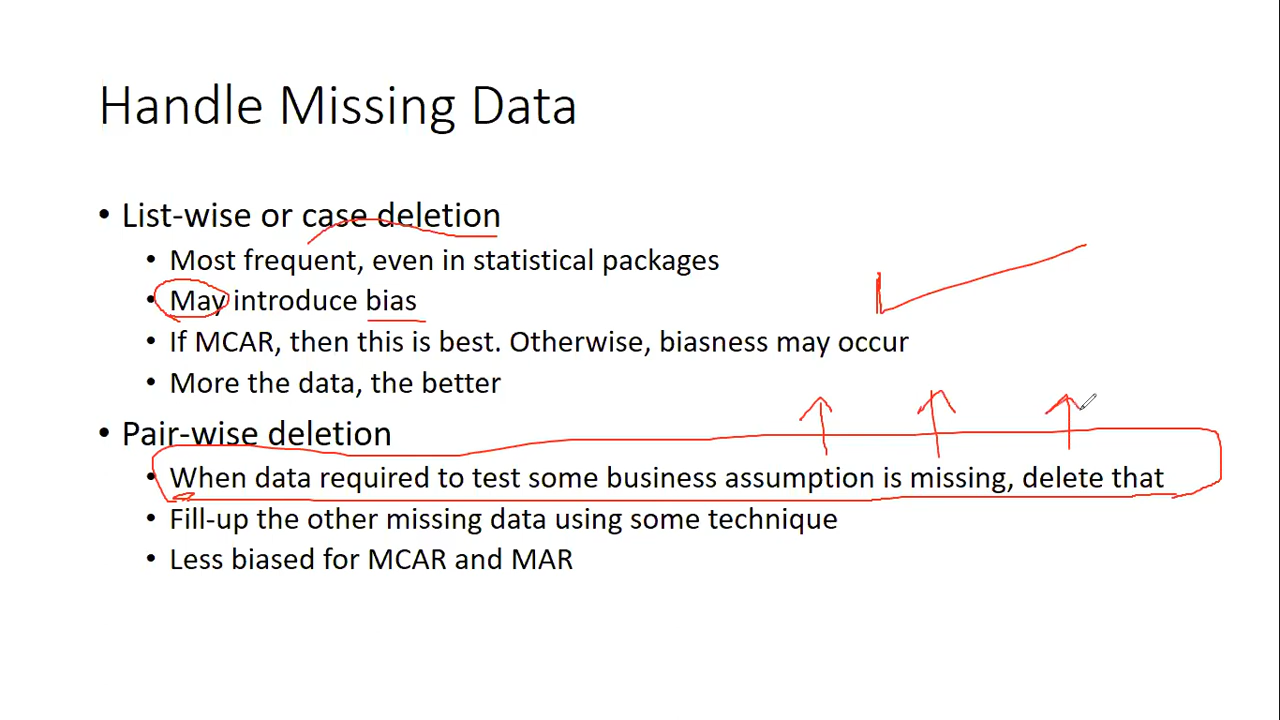 Handle Missing Data
• List-wise or case deletion
• Most frequent, even in statistical packages
• May introduce bias
• If MCAR, then this is best. Otherwise, biasness may occur
• More the data, the better
• Pair-wise deletion
• When data required to test some business assumption is missing, delete that
• Fill-up the other missing data using some technique
• Less biased for MCAR and MAR